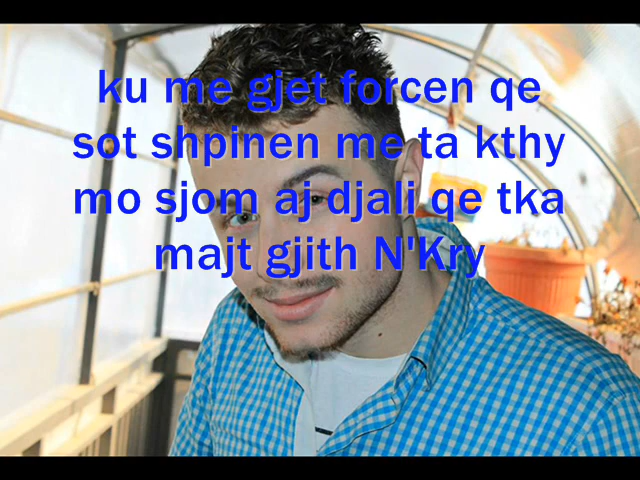 ku me gjet forcen qe
sot shpinen me ta kthy
mo sjom aj djali qe tka
majt gjith N'Kry